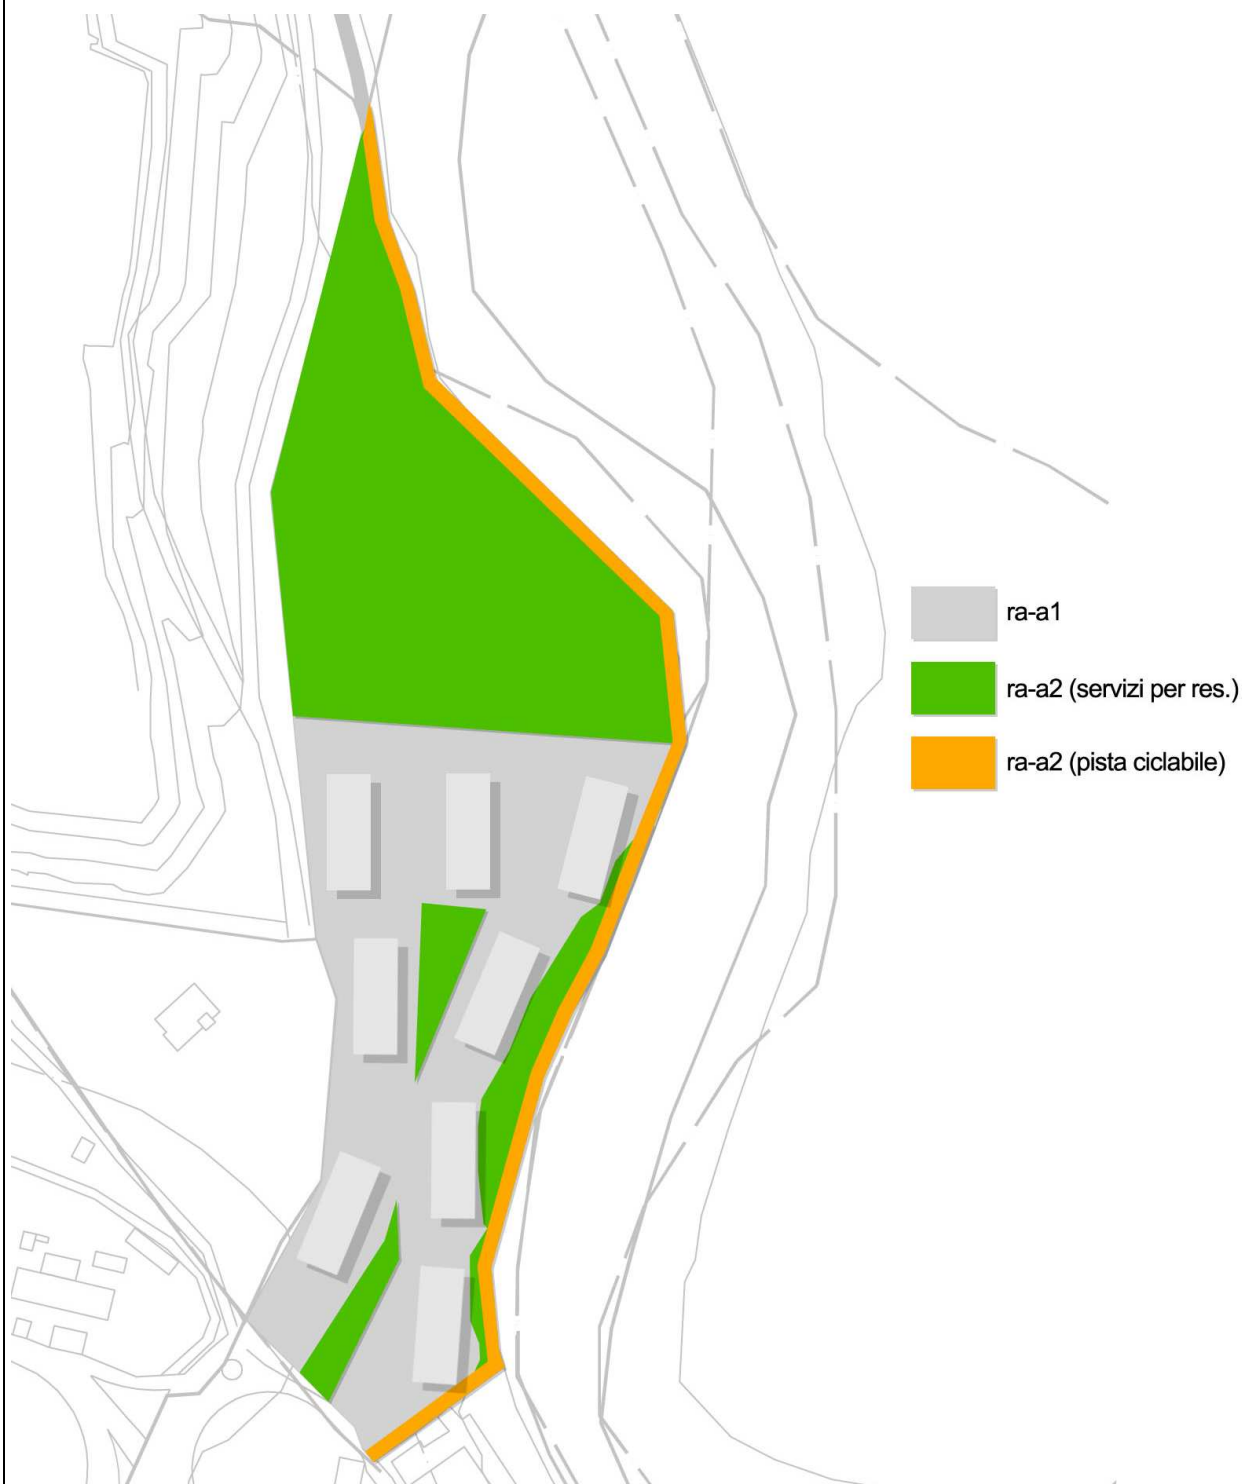 ra-a1
ra-a2 (servizi per res.)
ra-a2 (pista ciclabile)